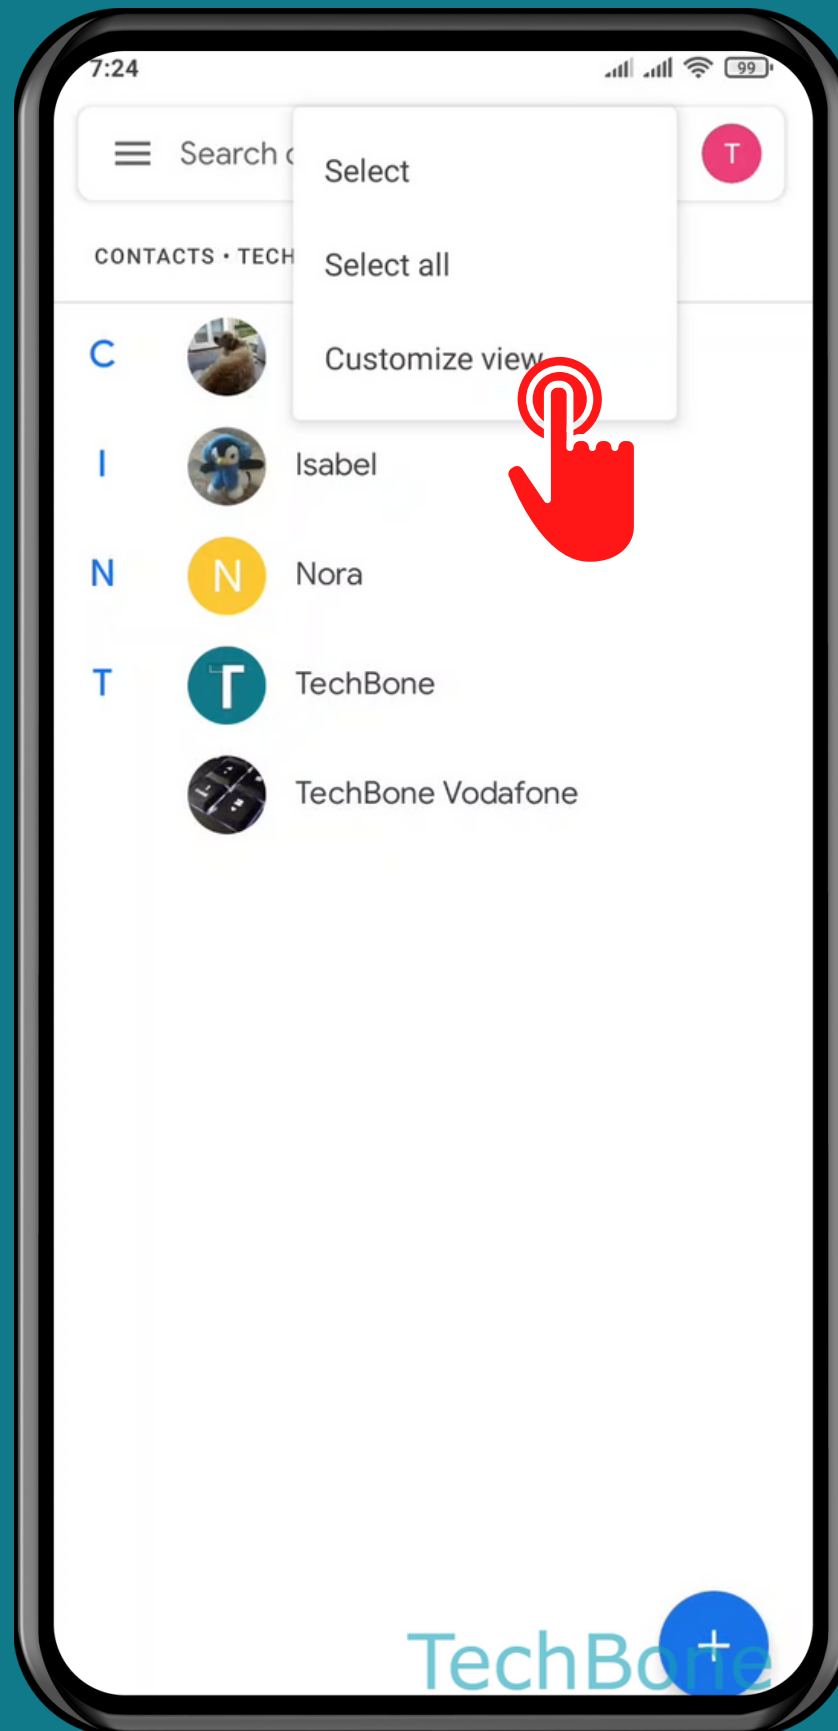 7:24
99
Search c
T
Select
CONTACTS • TECH
Select all
C
Customize view
I
Isabel
N
N
Nora
T
T
TechBone
TechBone Vodafone
+
TechBone